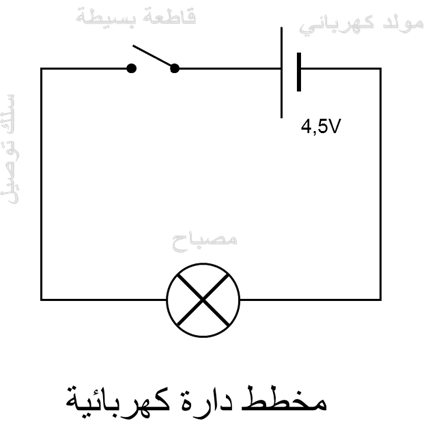 مولد كهربائي
قاطعة بسيطة
4,5V
سلك توصيل
مصباح
مخطط دارة كهربائية